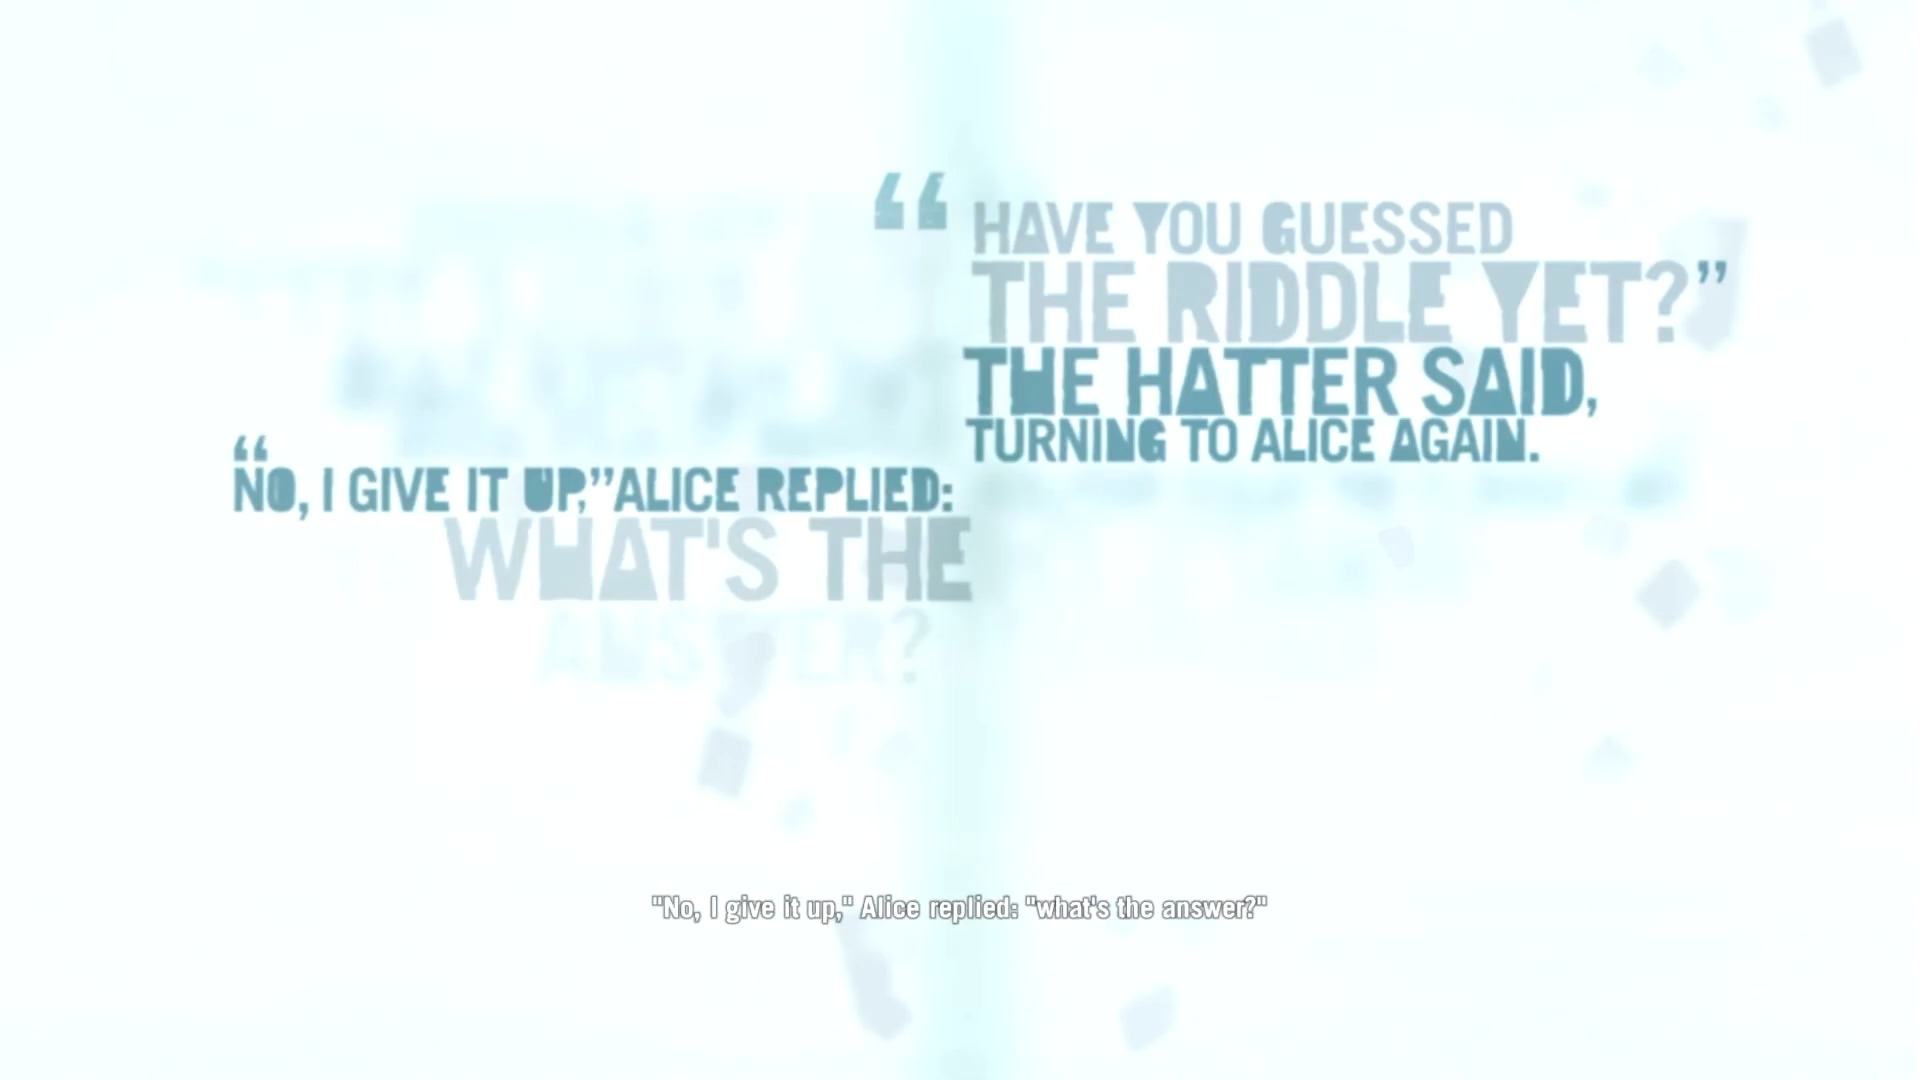 “ HAVE YOU GUESSED
THE RIDDLE YET?”
THE HATTER SAID,
TURNING TO ALICE AGAIN.
“NO, I GIVE IT UP,”ALICE REPLIED:
WHAT'S THE
ANSWER?
"No, I give it up," Alice replied: "what's the answer?"